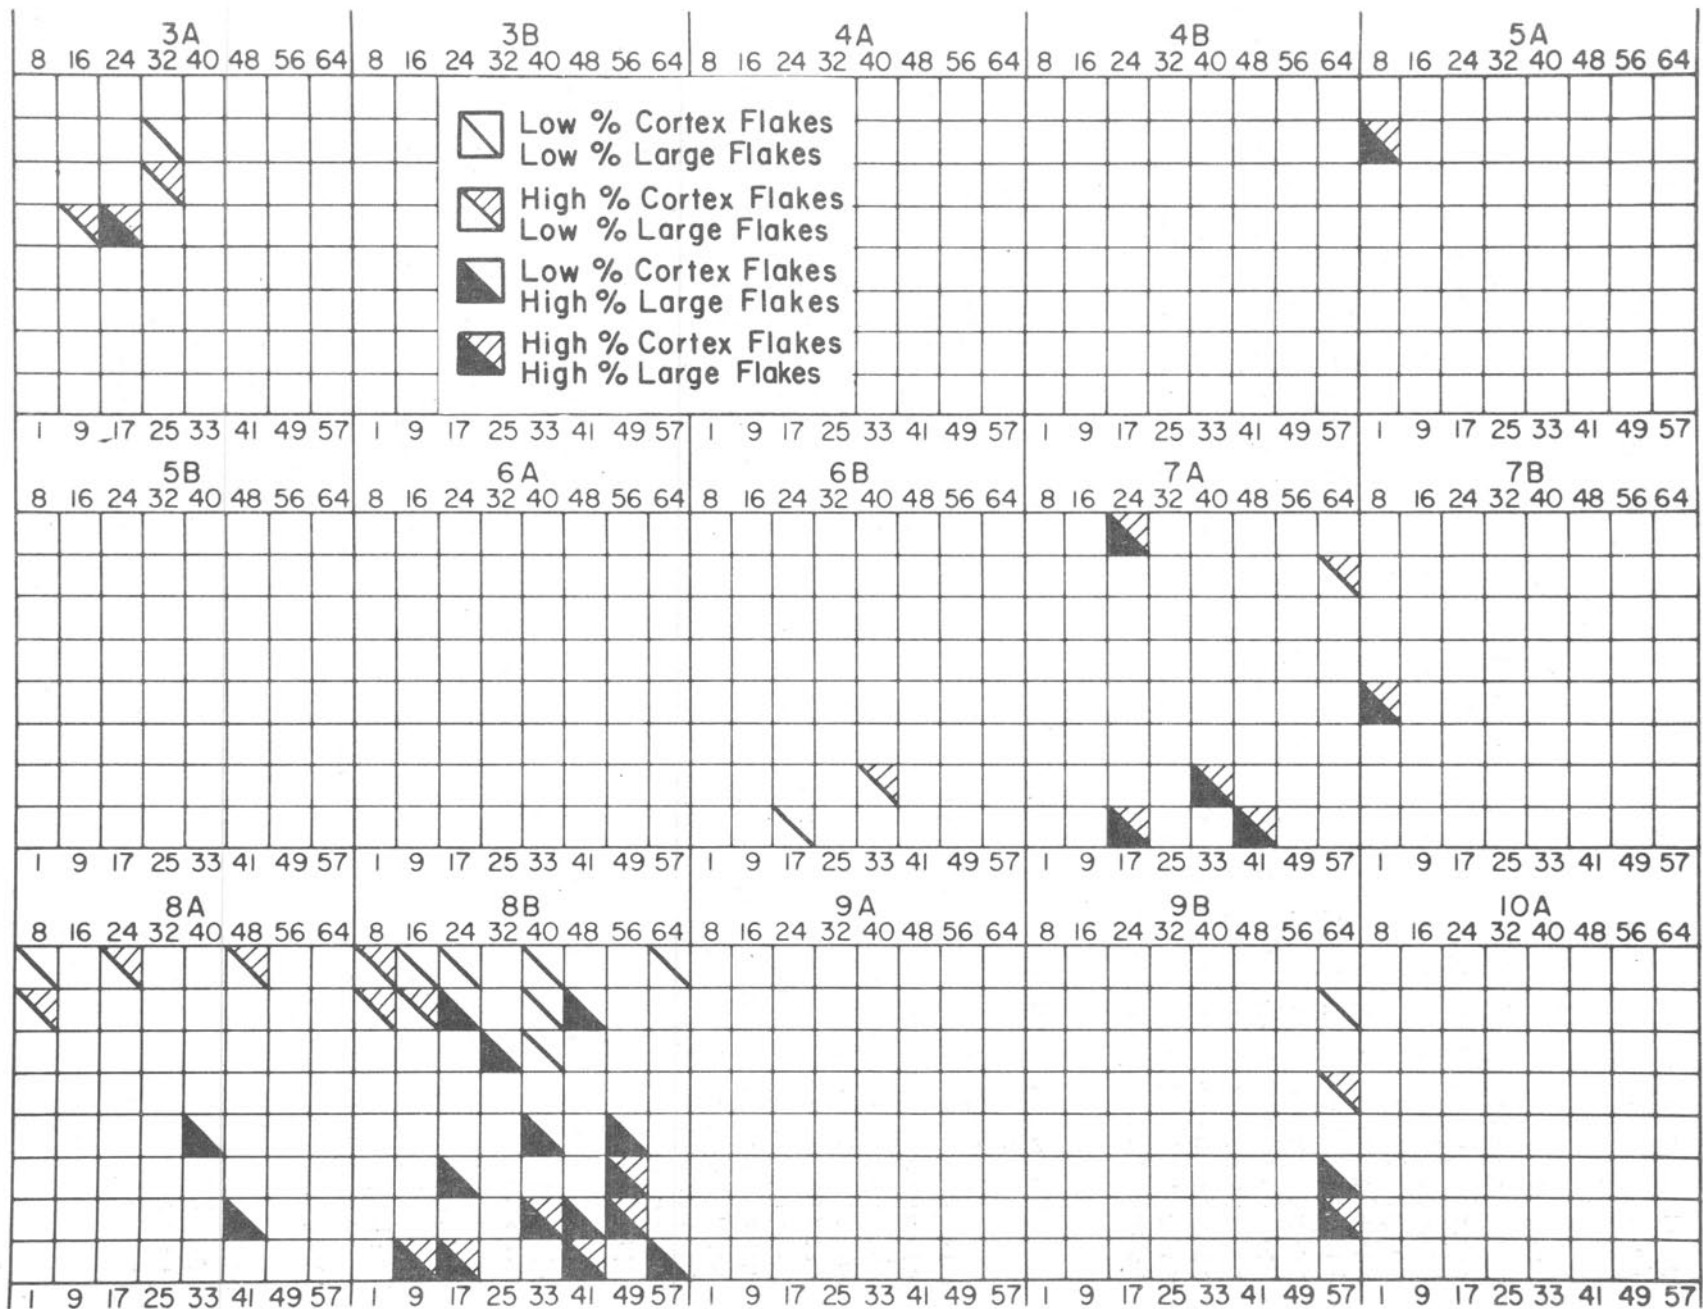 3A 3B 4A 4B 5A
8 16 24 32 40 48 56 64 8 16 24 32 40 48 56 64 8 16 24 32 40 48 56 64 8 16 24 32 40 48 56 64 8 16 24 32 40 48 56 64
Low % Cortex Flakes
Low % Large Flakes
High % Cortex Flakes
Low % Large Flakes
Low % Cortex Flakes
High % Large Flakes
High % Cortex Flakes
High % Large Flakes
1 9 17 25 33 41 49 57 1 9 17 25 33 41 49 57 1 9 17 25 33 41 49 57 1 9 17 25 33 41 49 57 1 9 17 25 33 41 49 57
5B 6A 6B 7A 7B
8 16 24 32 40 48 56 64 8 16 24 32 40 48 56 64 8 16 24 32 40 48 56 64 8 16 24 32 40 48 56 64 8 16 24 32 40 48 56 64
1 9 17 25 33 41 49 57 1 9 17 25 33 41 49 57 1 9 17 25 33 41 49 57 1 9 17 25 33 41 49 57 1 9 17 25 33 41 49 57
8A 8B 9A 9B 10A
8 16 24 32 40 48 56 64 8 16 24 32 40 48 56 64 8 16 24 32 40 48 56 64 8 16 24 32 40 48 56 64 8 16 24 32 40 48 56 64
1 9 17 25 33 41 49 57 1 9 17 25 33 41 49 57 1 9 17 25 33 41 49 57 1 9 17 25 33 41 49 57 1 9 17 25 33 41 49 57